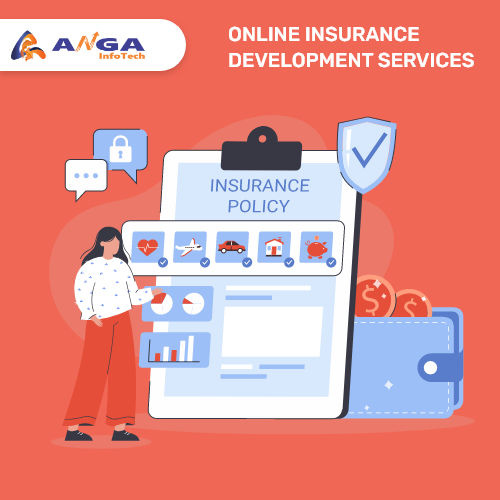 ANGA
InfoTech
ONLINE INSURANCE
DEVELOPMENT SERVICES
INSURANCE
POLICY
$
$